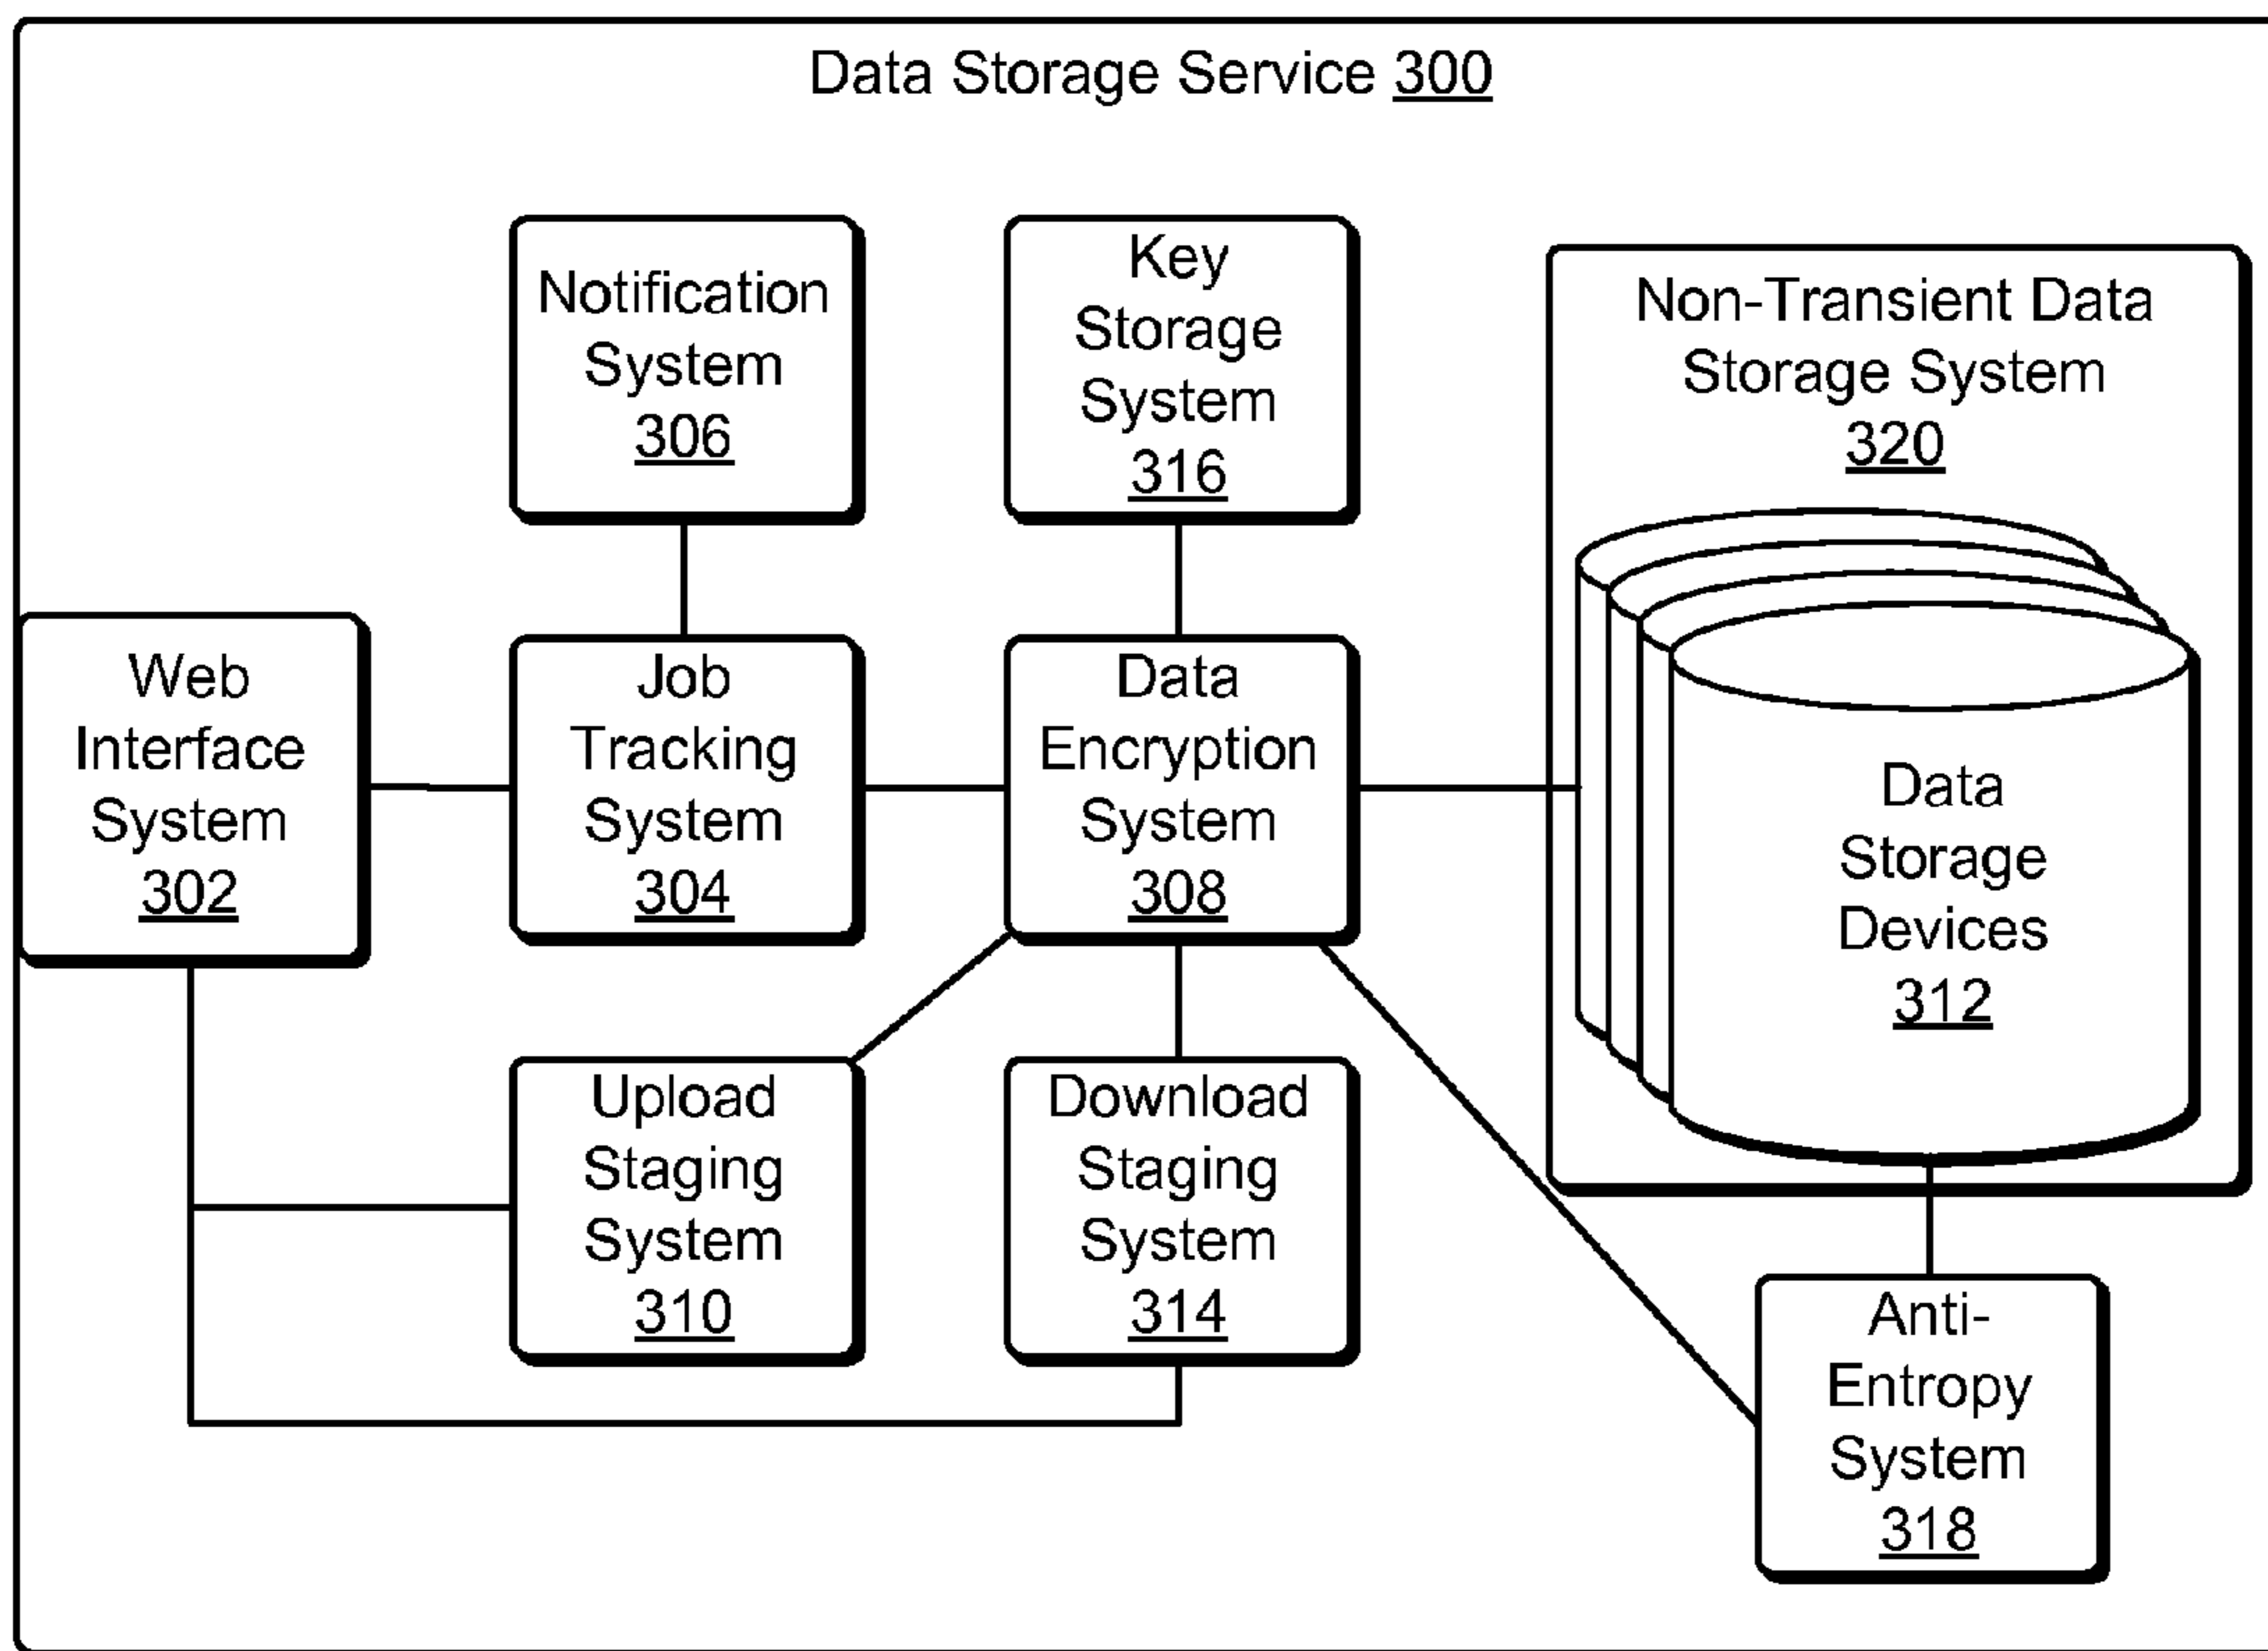 Data Storage Service 300
Notification
System
306
Key
Storage
System
316
Non-Transient Data
Storage System
320
Web
Interface
System
302
Job
Tracking
System
304
Data
Encryption
System
308
Data
Storage
Devices
312
Upload
Staging
System
310
Download
Staging
System
314
Anti-
Entropy
System
318